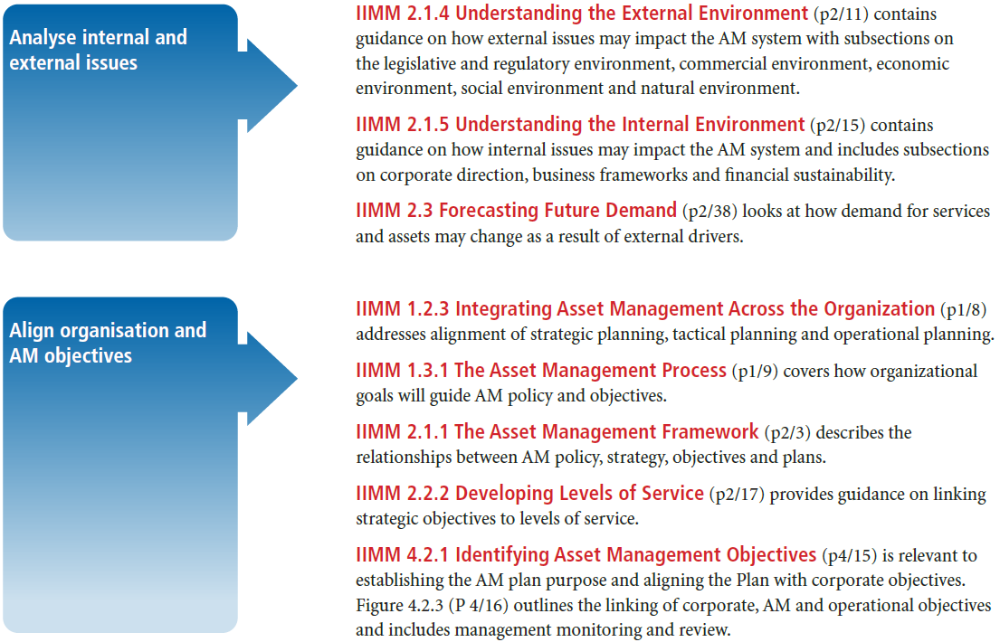 Analyse internal and
external issues
IIMM 2.1.4 Understanding the External Environment (p2/11) contains
guidance on how external issues may impact the AM system with subsections on
the legislative and regulatory environment, commercial environment, economic
environment, social environment and natural environment.
IIMM 2.1.5 Understanding the Internal Environment (p2/15) contains
guidance on how internal issues may impact the AM system and includes subsections
on corporate direction, business frameworks and financial sustainability.
IIMM 2.3 Forecasting Future Demand (p2/38) looks at how demand for services
and assets may change as a result of external drivers.
Align organisation and
AM objectives
IIMM 1.2.3 Integrating Asset Management Across the Organization (p1/8)
addresses alignment of strategic planning, tactical planning and operational planning.
IIMM 1.3.1 The Asset Management Process (p1/9) covers how organizational
goals will guide AM policy and objectives.
IIMM 2.1.1 The Asset Management Framework (p2/3) describes the
relationships between AM policy, strategy, objectives and plans.
IIMM 2.2.2 Developing Levels of Service (p2/17) provides guidance on linking
strategic objectives to levels of service.
IIMM 4.2.1 Identifying Asset Management Objectives (p4/15) is relevant to
establishing the AM plan purpose and aligning the Plan with corporate objectives.
Figure 4.2.3 (P 4/16) outlines the linking of corporate, AM and operational objectives
and includes management monitoring and review.